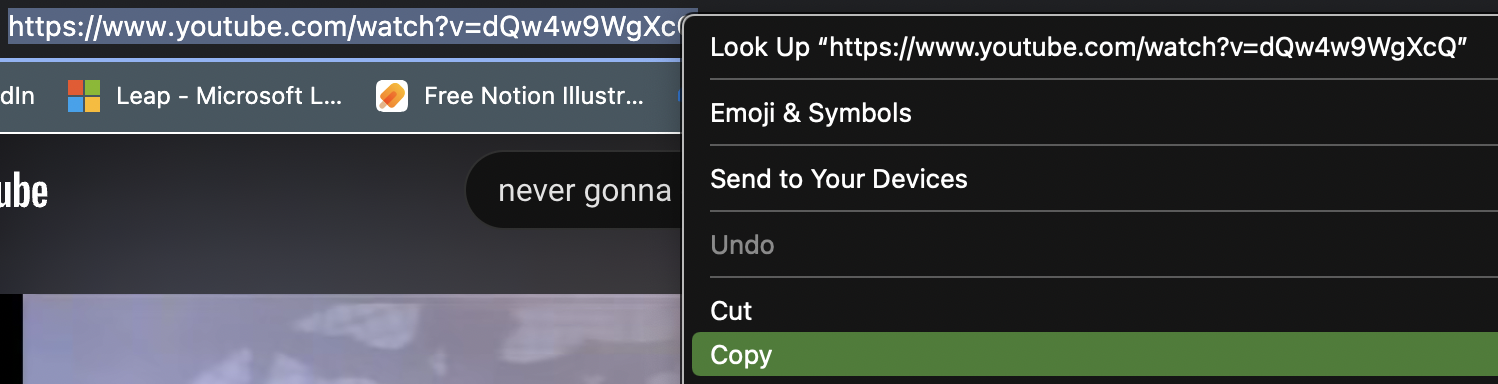 https://www.youtube.com/watch?v=dQw4w9WgXc
Look Up “https://www.youtube.com/watch?v=dQw4w9WgXcQ”
dIn
Leap - Microsoft L...
Free Notion Illustr...
Emoji & Symbols
Send to Your Devices
ube
never gonna
Undo
Cut
Copy